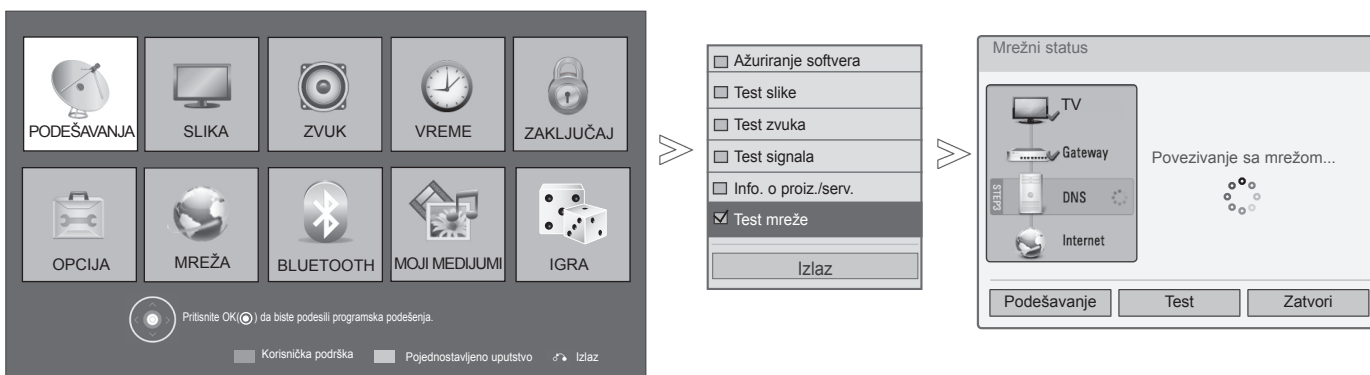 PODEŠAVANJA
SLIKA
ZVUK
VREME
ZAKLJUČAJ
OPCIJA
MREŽA
BLUETOOTH
MOJI MEDIJUMI
IGRA
Pritisnite OK( ) da biste podesili programska podešenja.
Korisnička podrška
Pojednostavljeno uputstvo
Izlaz
Ažuriranje softvera
Test slike
Test zvuka
Test signala
Info. o proiz./serv.
Test mreže
Izlaz
Mrežni status
TV
Gateway
STEP3
DNS
Internet
Povezivanje sa mrežom...
Podešavanje
Test
Zatvori